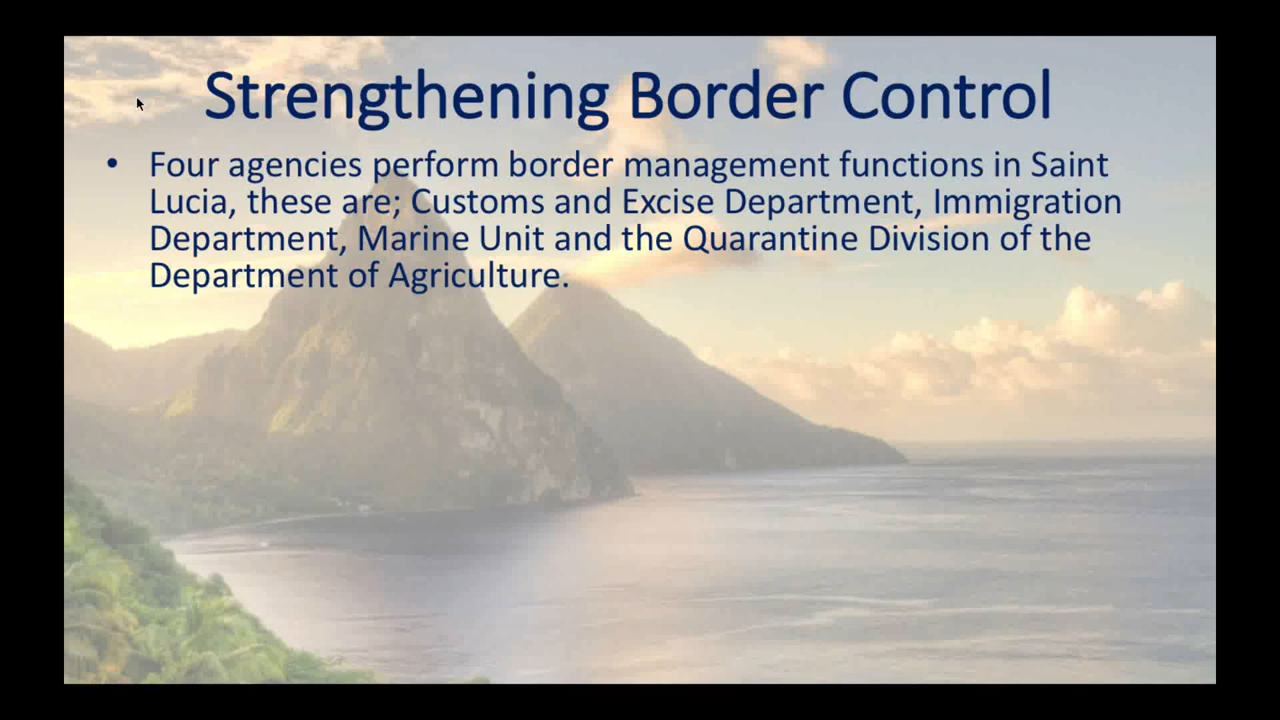 Strengthening Border Control
• Four agencies perform border management functions in Saint
Lucia, these are; Customs and Excise Department, Immigration
Department, Marine Unit and the Quarantine Division of the
Department of Agriculture.